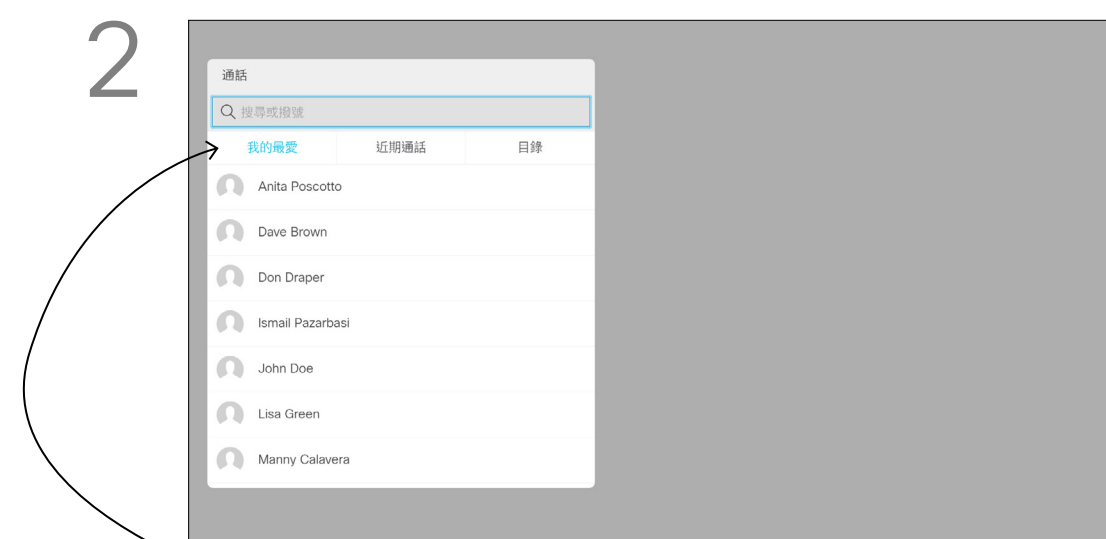 2
通話
搜尋或撥號
我的最愛 近期通話 目錄
Anita Poscotto
Dave Brown
Don Draper
Ismail Pazarbasi
John Doe
Lisa Green
Manny Calavera